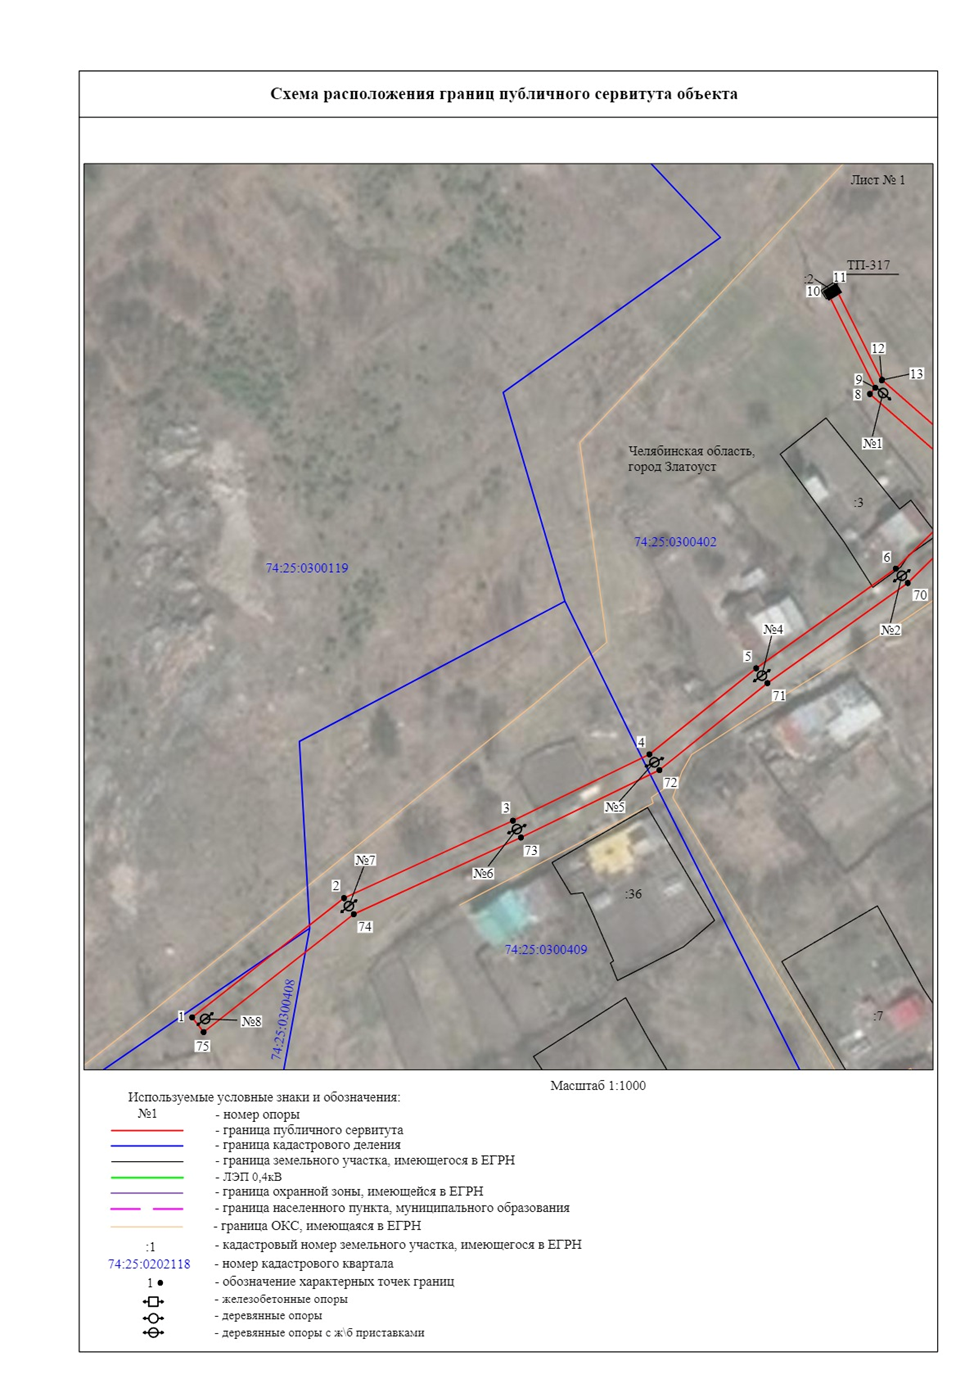 Схема расположения границ публичного сервитута объекта
Лист № 1
ТП-317
:2
11
10
12
13
9
8
№1
Челябинская область,
город Златоуст
:3
74:25:0300402
74:25:0300119
6
70
№2
№4
5
71
4
72
№5
3
73
№6
№7
2
74
:36
74:25:0300409
74:25:0300408
1
№8
75
:7
Масштаб 1:1000
Используемые условные знаки и обозначения:
№1 - номер опоры
- граница публичного сервитута
- граница кадастрового деления
- граница земельного участка, имеющегося в ЕГРН
- ЛЭП 0,4кВ
- граница охранной зоны, имеющейся в ЕГРН
- граница населенного пункта, муниципального образования
- граница ОКС, имеющаяся в ЕГРН
:1 - кадастровый номер земельного участка, имеющегося в ЕГРН
74:25:0202118 - номер кадастрового квартала
1 - обозначение характерных точек границ
- железобетонные опоры
- деревянные опоры
- деревянные опоры с ж\б приставками